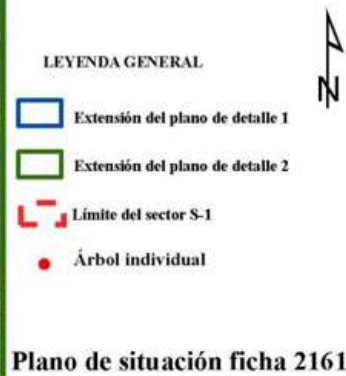 N
LEYENDA GENERAL
Extensión del plano de detalle 1
Extensión del plano de detalle 2
Límite del sector S-1
Árbol individual
Plano de situación ficha 2161